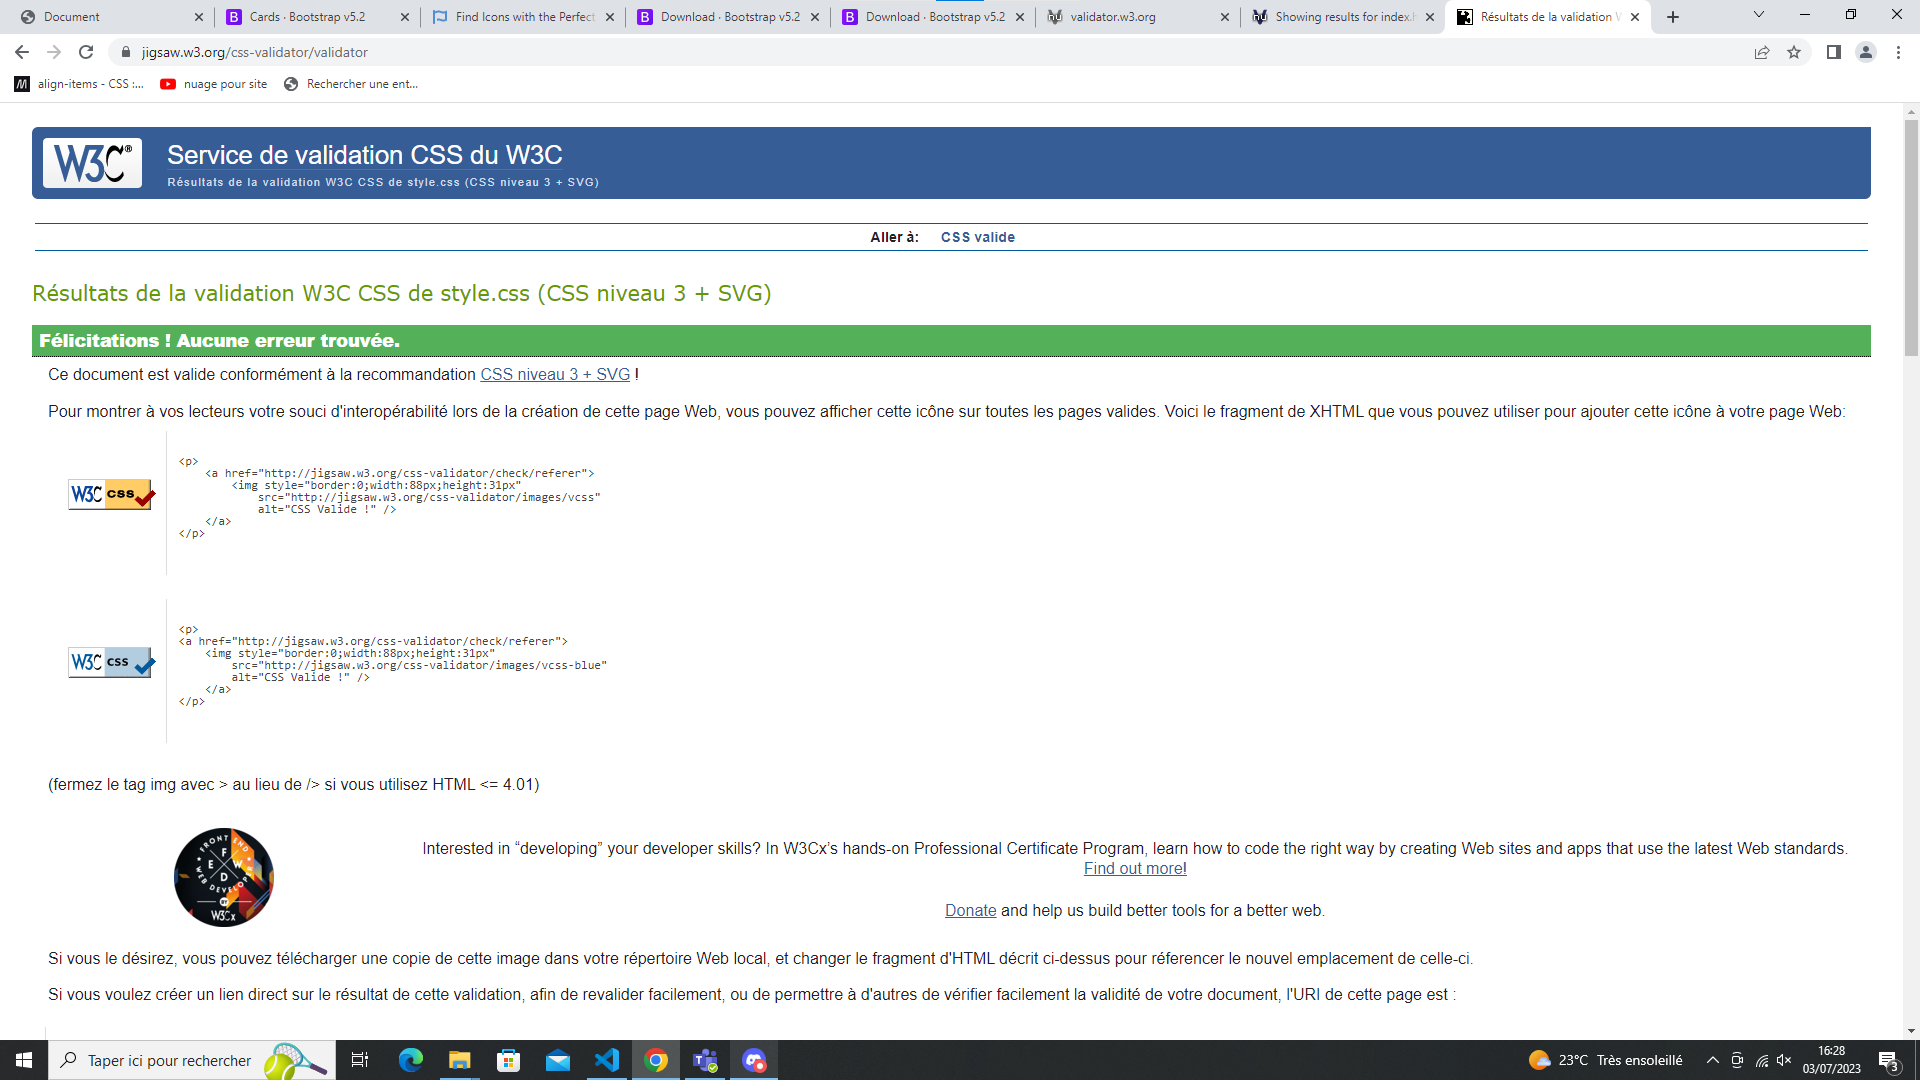 Document
Cards · Bootstrap v5.2
Find Icons with the Perfect
Download · Bootstrap v5.2
Download · Bootstrap v5.2
validator.w3.org
Showing results for index.h
Résultats de la validation W
jigsaw.w3.org/css-validator/validator
align-items - CSS :...
nuage pour site
Rechercher une ent...
W3C®
Service de validation CSS du W3C
Résultats de la validation W3C CSS de style.css (CSS niveau 3 + SVG)
Aller à: CSS valide
Résultats de la validation W3C CSS de style.css (CSS niveau 3 + SVG)
Félicitations ! Aucune erreur trouvée.
Ce document est valide conformément à la recommandation CSS niveau 3 + SVG !
Pour montrer à vos lecteurs votre souci d'interopérabilité lors de la création de cette page Web, vous pouvez afficher cette icône sur toutes les pages valides. Voici le fragment de XHTML que vous pouvez utiliser pour ajouter cette icône à votre page Web:
W3C css
<p>
<a href="http://jigsaw.w3.org/css-validator/check/referer">
<img style="border:0;width:88px;height:31px"
src="http://jigsaw.w3.org/css-validator/images/vcss"
alt="CSS Valide !" />
</a>
</p>
W3C css
<p>
<a href="http://jigsaw.w3.org/css-validator/check/referer">
<img style="border:0;width:88px;height:31px"
src="http://jigsaw.w3.org/css-validator/images/vcss-blue"
alt="CSS Valide !" />
</a>
</p>
(fermez le tag img avec > au lieu de /> si vous utilisez HTML <= 4.01)
FRONT END
F
E W
D
WEB DEVELOPER
W3Cx
Interested in “developing” your developer skills? In W3Cx’s hands-on Professional Certificate Program, learn how to code the right way by creating Web sites and apps that use the latest Web standards.
Find out more!
Donate and help us build better tools for a better web.
Si vous le désirez, vous pouvez télécharger une copie de cette image dans votre répertoire Web local, et changer le fragment d'HTML décrit ci-dessus pour réferencer le nouvel emplacement de celle-ci.
Si vous voulez créer un lien direct sur le résultat de cette validation, afin de revalider facilement, ou de permettre à d'autres de vérifier facilement la validité de votre document, l'URI de cette page est :
Taper ici pour rechercher
23°C Très ensoleillé
16:28
03/07/2023
3